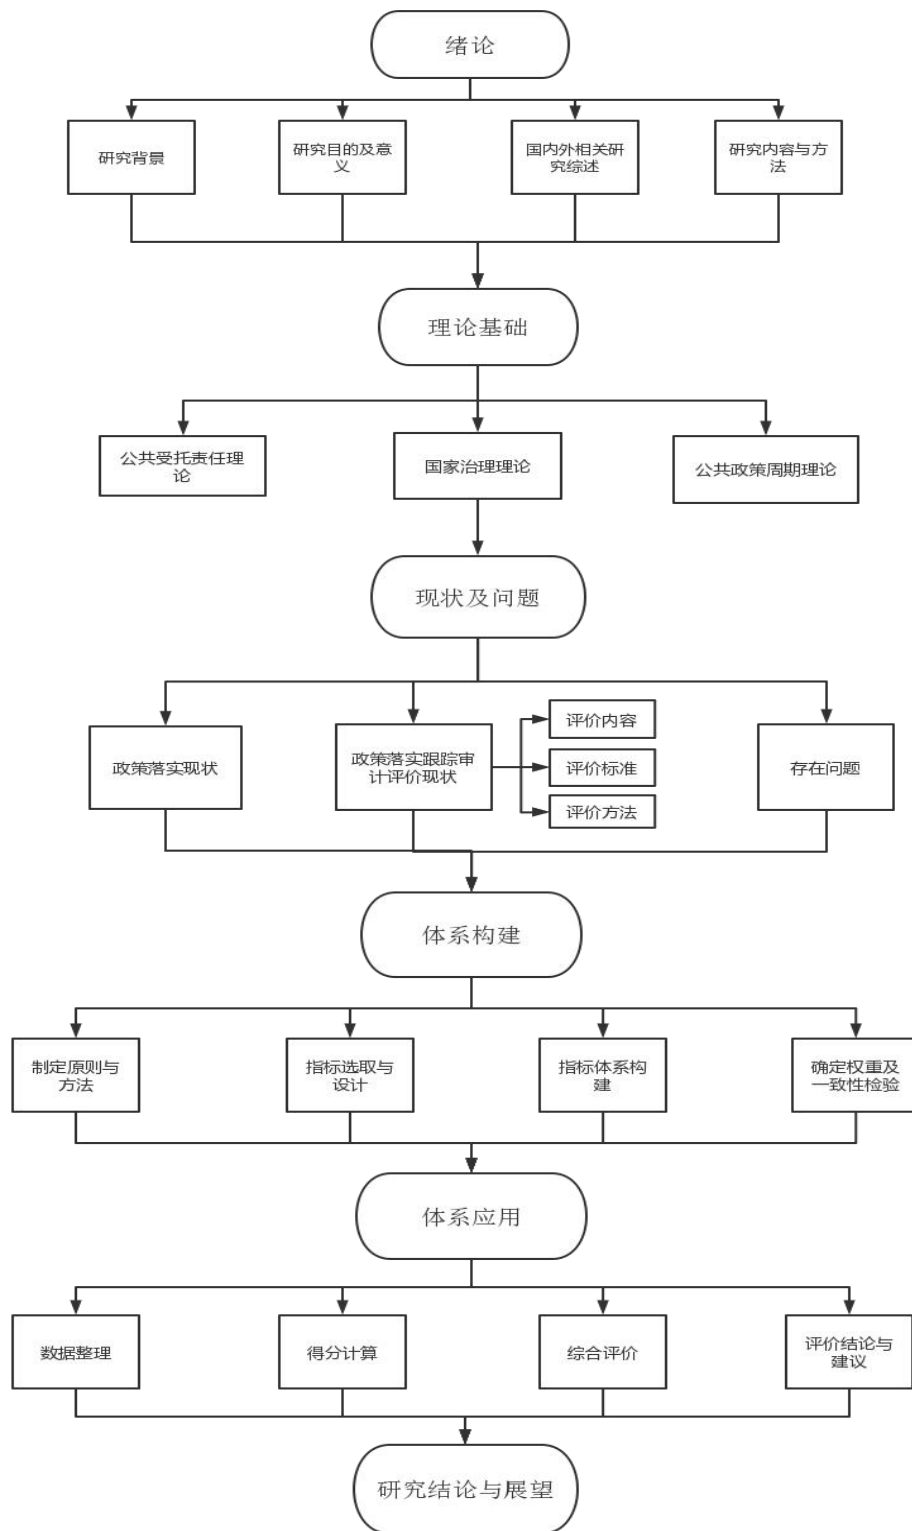 绪论
研究背景
研究目的及意
义
国内外相关研
究综述
研究内容与方
法
理论基础
公共受托责任理
论
国家治理理论
公共政策周期理论
现状及问题
政策落实现状
政策落实跟踪审
计评价现状
评价内容
评价标准
评价方法
存在问题
体系构建
制定原则与
方法
指标选取与
设计
指标体系构
建
确定权重及
一致性检验
体系应用
数据整理
得分计算
综合评价
评价结论与
建议
研究结论与展望